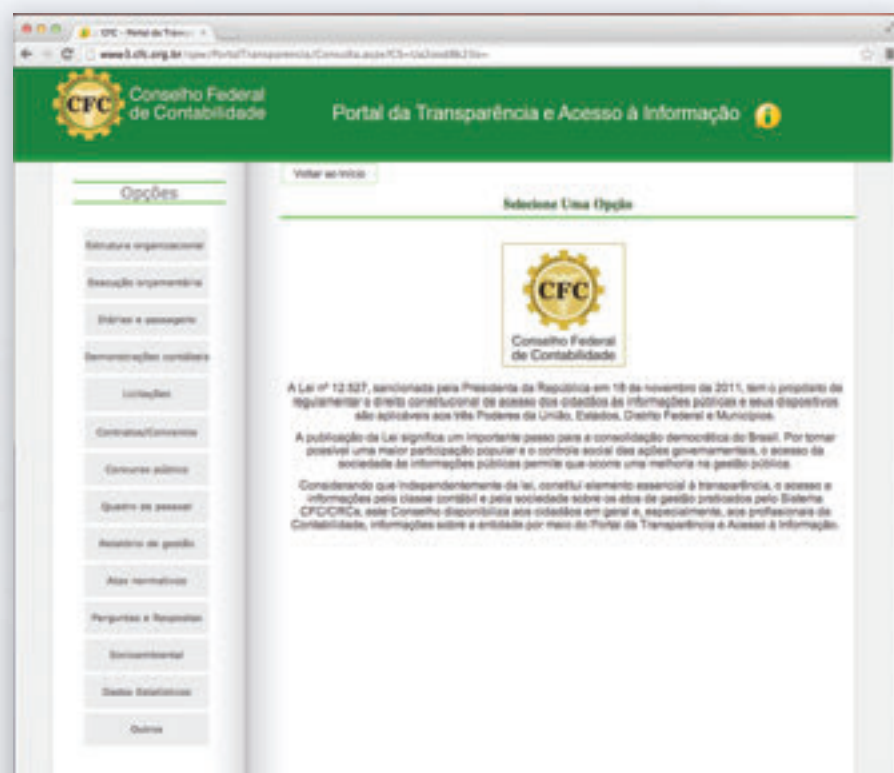 CFC - Portal da Transp
www3.cfc.org.br
CFC
Conselho Federal
de Contabilidade
Portal da Transparência e Acesso à Informação
Opções
Estrutura organizacional
Execução orçamentária
Diárias e passagens
Demonstrações contábeis
Licitações
Contratos/Convênios
Concurso público
Quadro de pessoal
Relatório de gestão
Atos normativos
Perguntas e Respostas
Socioambiental
Dados Estatísticos
Outros
Voltar ao Início
Selecione Uma Opção
CFC
Conselho Federal
de Contabilidade
A Lei nº 12.527, sancionada pela Presidenta da República em 18 de novembro de 2011, tem o propósito de
regulamentar o direito constitucional de acesso dos cidadãos às informações públicas e seus dispositivos
são aplicáveis aos três Poderes da União, Estados, Distrito Federal e Municípios.
A publicação da Lei significa um importante passo para a consolidação democrática do Brasil. Por tornar
possível uma maior participação popular e o controle social das ações governamentais, o acesso da
sociedade às informações públicas permite que ocorra uma melhoria na gestão pública.
Considerando que independentemente da lei, constitui elemento essencial à transparência, o acesso a
informações pela classe contábil e pela sociedade sobre os atos de gestão praticados pelo Sistema
CFC/CRCs, este Conselho disponibiliza aos cidadãos em geral e, especialmente, aos profissionais da
Contabilidade, informações sobre a entidade por meio do Portal da Transparência e Acesso à Informação.